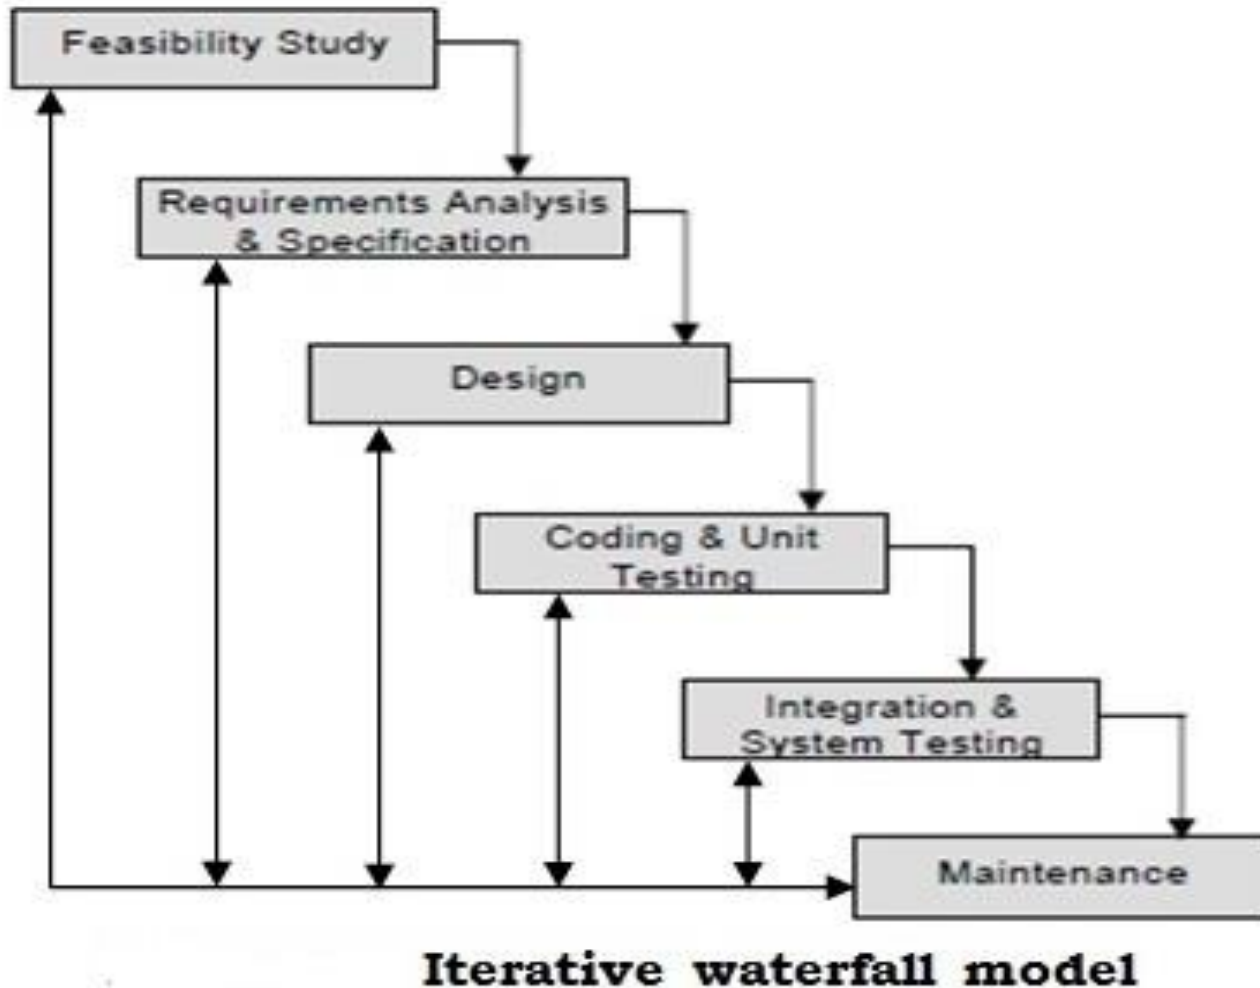 Feasibility Study
Requirements Analysis
& Specification
Design
Coding & Unit
Testing
Integration &
System Testing
Maintenance
Iterative waterfall model